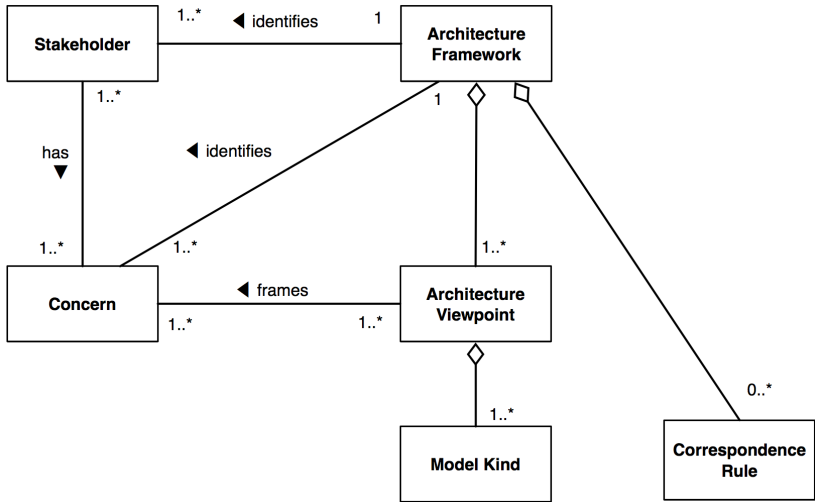 1..*
◀ identifies
1
Stakeholder
Architecture
Framework
1..*
1
has
▼
◀ identifies
1..*
1..*
1..*
Concern
◀ frames
1..*
1..*
Architecture
Viewpoint
1..*
0..*
Model Kind
Correspondence
Rule